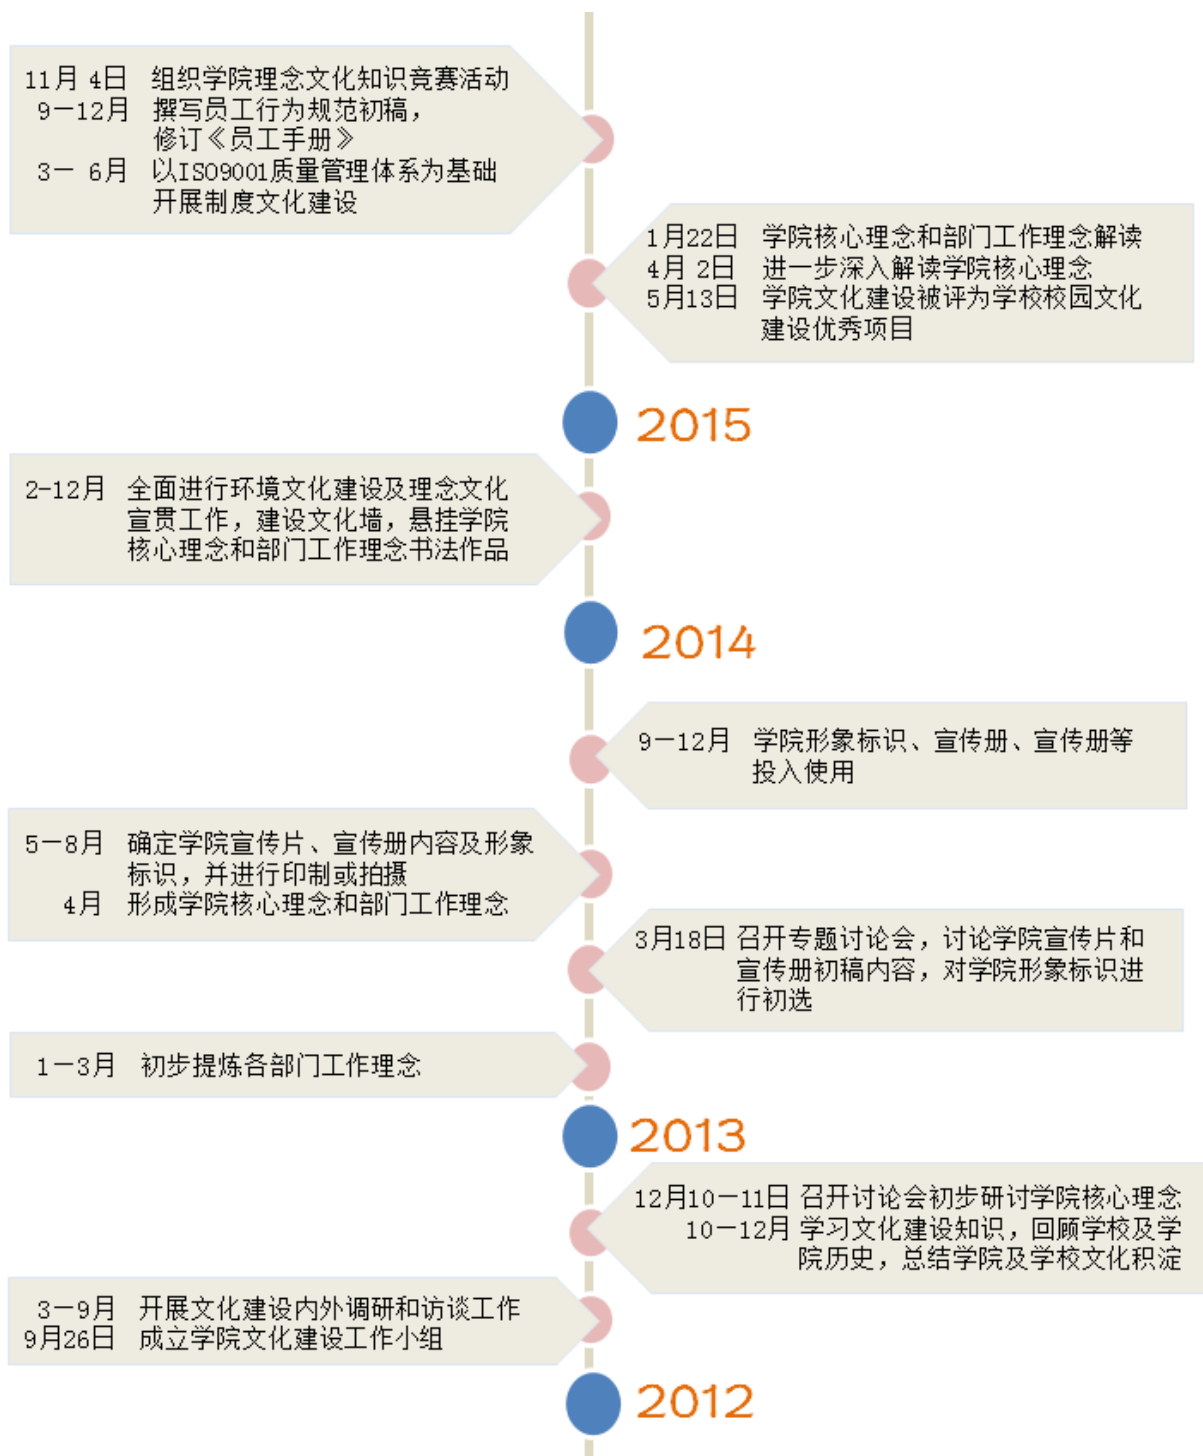 11月 4日 组织学院理念文化知识竞赛活动
9—12月 撰写员工行为规范初稿，
修订《员工手册》
3— 6月 以ISO9001质量管理体系为基础
开展制度文化建设
1月22日 学院核心理念和部门工作理念解读
4月 2日 进一步深入解读学院核心理念
5月13日 学院文化建设被评为学校校园文化
建设优秀项目
2015
2-12月 全面进行环境文化建设及理念文化
宣贯工作，建设文化墙，悬挂学院
核心理念和部门工作理念书法作品
2014
9—12月 学院形象标识、宣传册、宣传册等
投入使用
5—8月 确定学院宣传片、宣传册内容及形象
标识，并进行印制或拍摄
4月 形成学院核心理念和部门工作理念
3月18日 召开专题讨论会，讨论学院宣传片和
宣传册初稿内容，对学院形象标识进
行初选
1—3月 初步提炼各部门工作理念
2013
12月10—11日 召开讨论会初步研讨学院核心理念
10—12月 学习文化建设知识，回顾学校及学
院历史，总结学院及学校文化积淀
3—9月 开展文化建设内外调研和访谈工作
9月26日 成立学院文化建设工作小组
2012